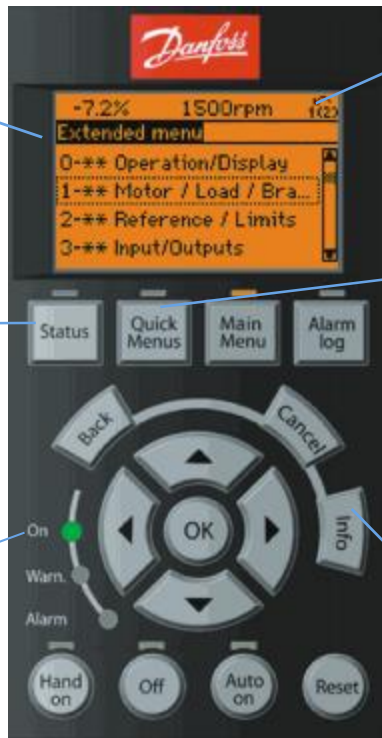 Danfoss
-7.2% 1500rpm 1(2)
Extended menu
0-** Operation/Display
1-** Motor / Load / Bra...
2-** Reference / Limits
3-** Input/Outputs
Status
Quick
Menus
Main
Menu
Alarm
log
Back
Cancel
Info
OK
On
Warn.
Alarm
Hand
on
Off
Auto
on
Reset